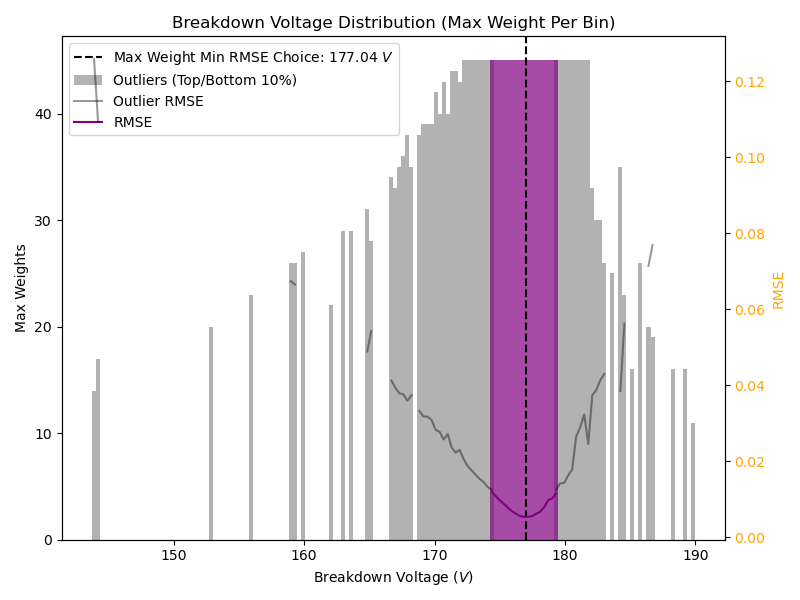 Breakdown Voltage Distribution (Max Weight Per Bin)
Max Weight Min RMSE Choice: 177.04 V
Outliers (Top/Bottom 10%)
Outlier RMSE
RMSE
Max Weights
0
10
20
30
40
150
160
170
180
190
Breakdown Voltage (V)
0.00
0.02
0.04
0.06
0.08
0.10
0.12
RMSE